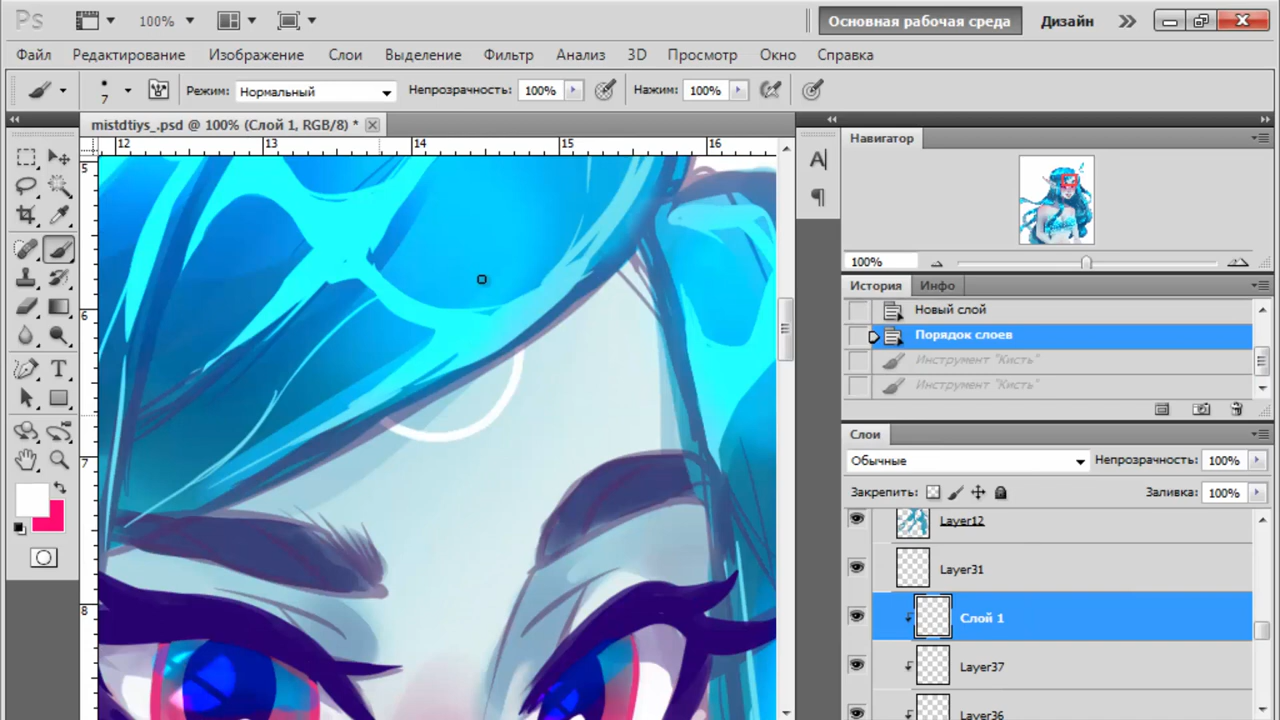 Ps 100% Основная рабочая среда Дизайн
Файл Редактирование Изображение Слои Выделение Фильтр Анализ 3D Просмотр Окно Справка
7 Режим: Нормальный Непрозрачность: 100% Нажим: 100%
mistdtiys_.psd @ 100% (Слой 1, RGB/8) *
12 13 14 15 16
5
6
7
8
A
T
Навигатор
100%
История Инфо
Новый слой
Порядок слоев
Инструмент "Кисть"
Инструмент "Кисть"
Слои
Обычные Непрозрачность: 100%
Закрепить: Заливка: 100%
Layer12
Layer31
Слой 1
Layer37
Layer36